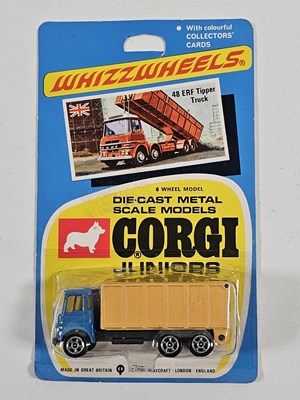 ● With colourful
COLLECTORS'
CARDS
WHIZZWHEELS®
48 ERF Tipper
Truck
6 WHEEL MODEL
DIE-CAST METAL
SCALE MODELS
CORGI
®
JUNIORS
MADE IN GREAT BRITAIN
PLAYCRAFT · LONDON · ENGLAND